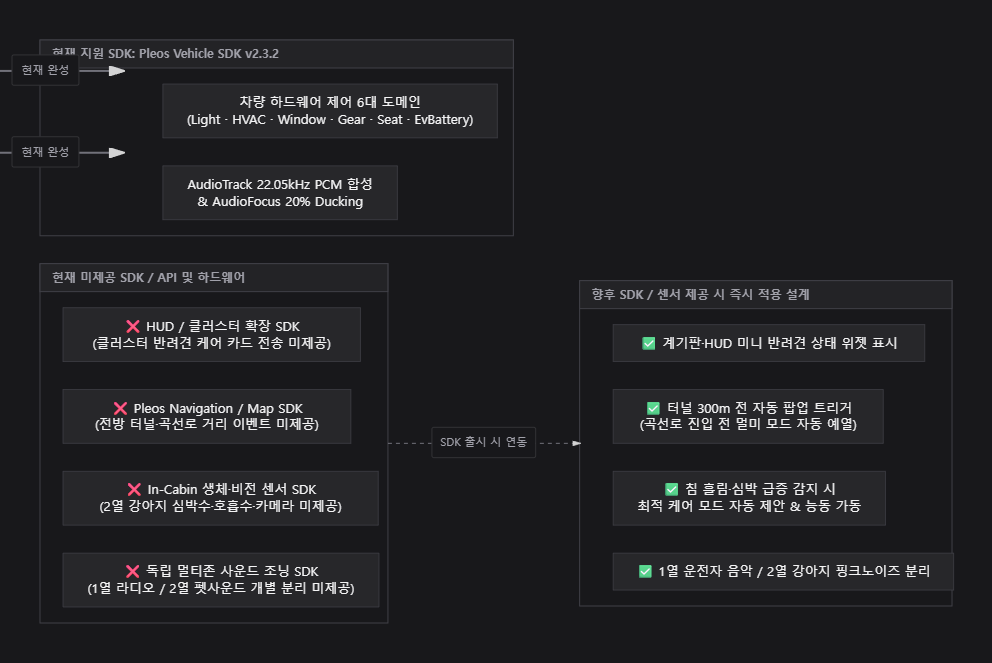 현재 지원 SDK: Pleos Vehicle SDK v2.3.2
현재 완성
차량 하드웨어 제어 6대 도메인
(Light · HVAC · Window · Gear · Seat · EvBattery)
현재 완성
AudioTrack 22.05kHz PCM 합성
& AudioFocus 20% Ducking
현재 미제공 SDK / API 및 하드웨어
❌ HUD / 클러스터 확장 SDK
(클러스터 반려견 케어 카드 전송 미제공)
❌ Pleos Navigation / Map SDK
(전방 터널·곡선로 거리 이벤트 미제공)
❌ In-Cabin 생체·비전 센서 SDK
(2열 강아지 심박수·호흡수·카메라 미제공)
❌ 독립 멀티존 사운드 조닝 SDK
(1열 라디오 / 2열 펫사운드 개별 분리 미제공)
SDK 출시 시 연동
향후 SDK / 센서 제공 시 즉시 적용 설계
✅ 계기판·HUD 미니 반려견 상태 위젯 표시
✅ 터널 300m 전 자동 팝업 트리거
(곡선로 진입 전 멀미 모드 자동 예열)
✅ 침 흘림·심박 급증 감지 시
최적 케어 모드 자동 제안 & 능동 가동
✅ 1열 운전자 음악 / 2열 강아지 핑크노이즈 분리